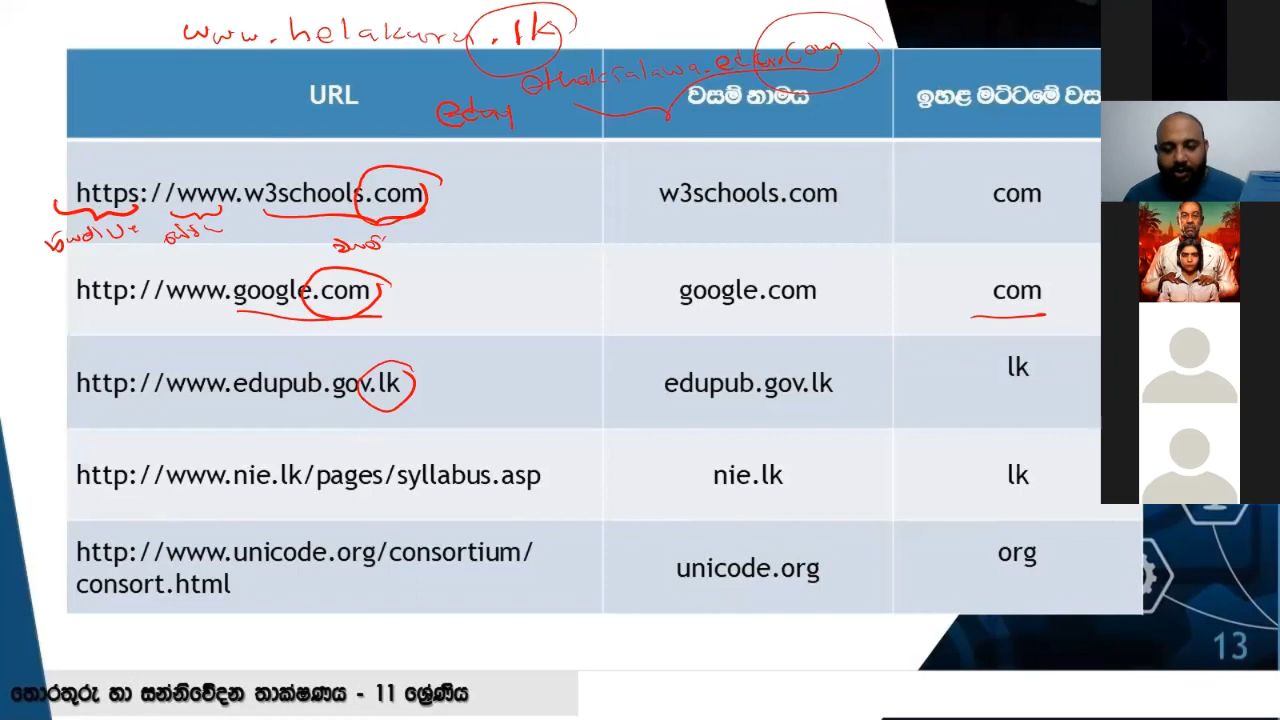 www.helakuru.lk
ethaksalawa.edu.com
URL
වසම් නාමය
ඉහළ මට්ටමේ වස
https://www.w3schools.com
w3schools.com
com
http://www.google.com
google.com
com
http://www.edupub.gov.lk
edupub.gov.lk
lk
http://www.nie.lk/pages/syllabus.asp
nie.lk
lk
http://www.unicode.org/consortium/
consort.html
unicode.org
org
13
තොරතුරු හා සන්නිවේදන තාක්ෂණය - 11 ශ්‍රේණිය